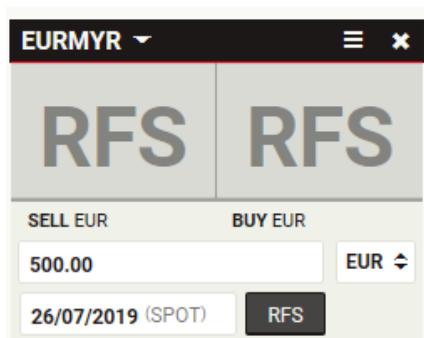 EURMYR
RFS RFS
SELL EUR BUY EUR
500.00 EUR
26/07/2019 (SPOT) RFS